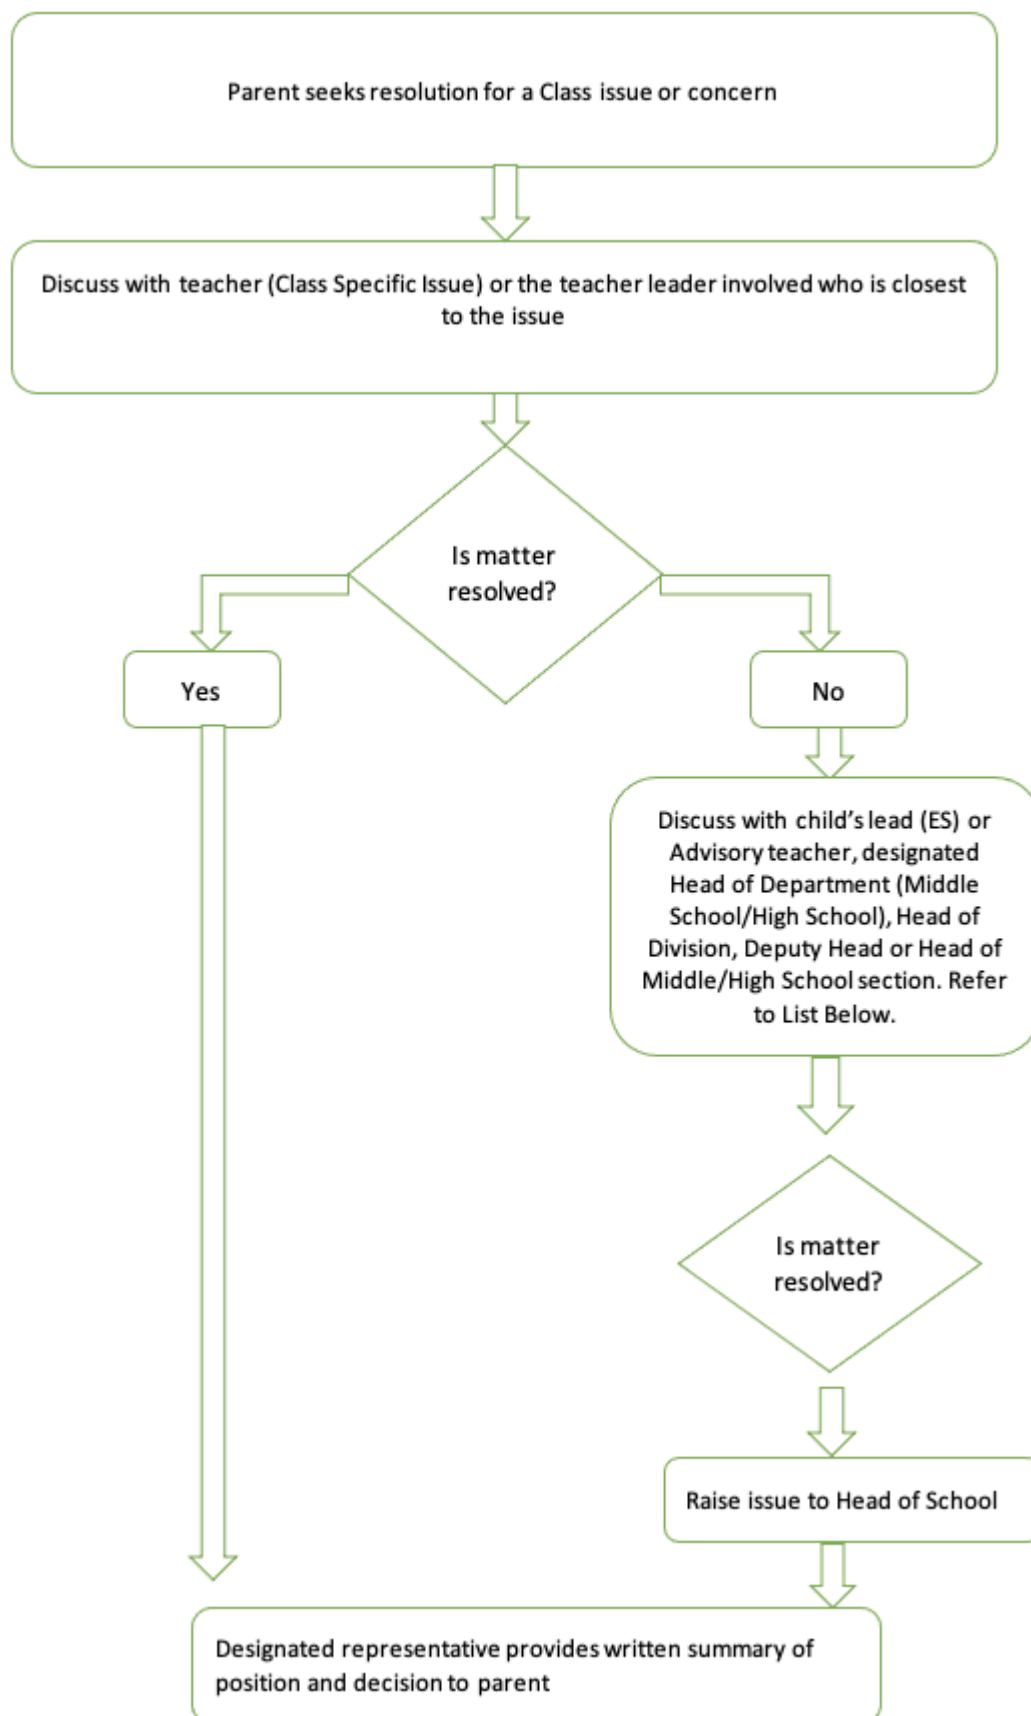 Parent seeks resolution for a Class issue or concern
Discuss with teacher (Class Specific Issue) or the teacher leader involved who is closest
to the issue
Is matter
resolved?
Yes
No
Discuss with child's lead (ES) or
Advisory teacher, designated
Head of Department (Middle
School/High School), Head of
Division, Deputy Head or Head of
Middle/High School section. Refer
to List Below.
Is matter
resolved?
Raise issue to Head of School
Designated representative provides written summary of
position and decision to parent